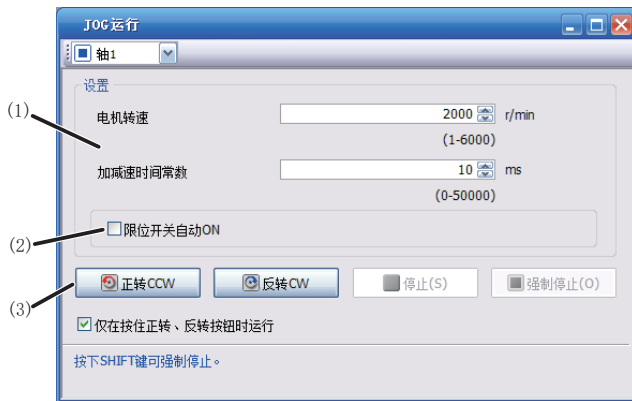 JOG运行
轴1
设置
(1)
电机转速 2000 r/min
(1-6000)
加减速时间常数 10 ms
(0-50000)
(2)
限位开关自动ON
(3)
正转CCW 反转CW 停止(S) 强制停止(O)
仅在按住正转、反转按钮时运行
按下SHIFT键可强制停止。